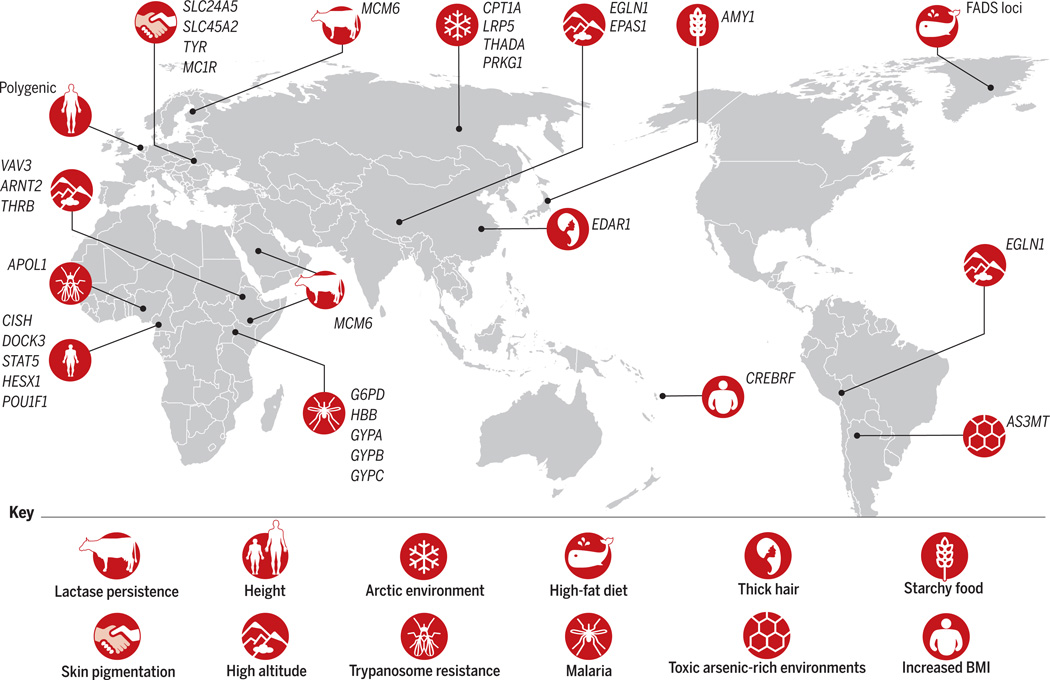 SLC24A5
SLC45A2
TYR
MC1R
MCM6
CPT1A
LRP5
THADA
PRKG1
EGLN1
EPAS1
AMY1
FADS loci
Polygenic
VAV3
ARNT2
THRB
EDAR1
APOL1
MCM6
EGLN1
CISH
DOCK3
STAT5
HESX1
POU1F1
G6PD
HBB
GYPA
GYPB
GYPC
CREBRF
AS3MT
Key
Lactase persistence
Height
Arctic environment
High-fat diet
Thick hair
Starchy food
Skin pigmentation
High altitude
Trypanosome resistance
Malaria
Toxic arsenic-rich environments
Increased BMI